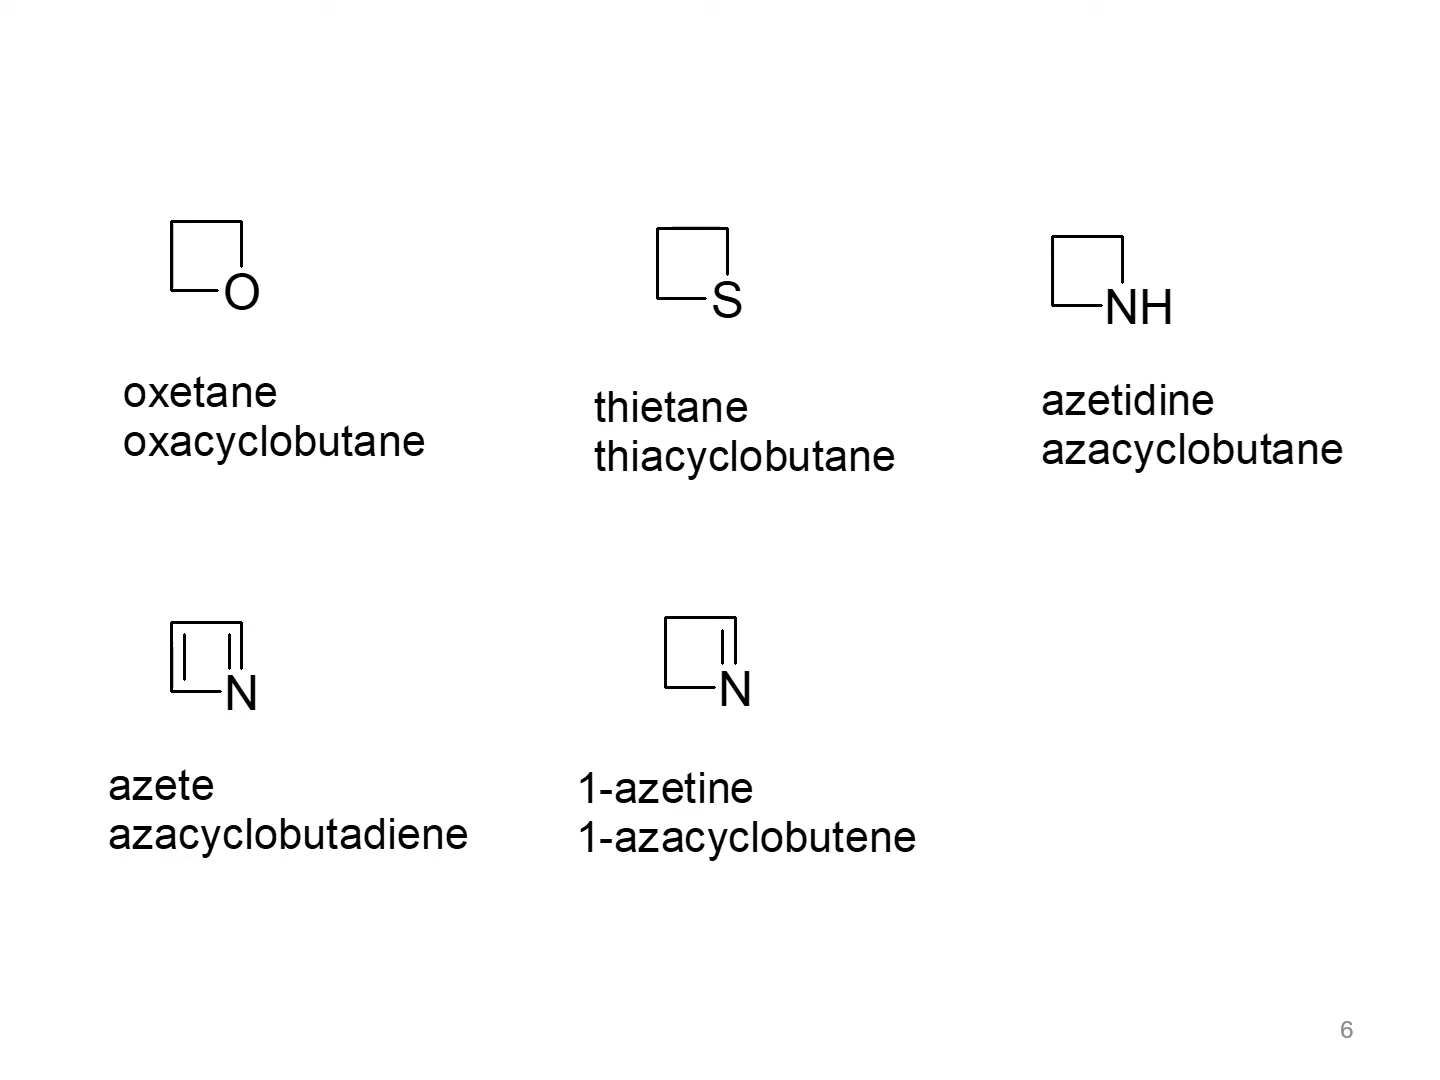 O
S
NH
oxetane
oxacyclobutane
thietane
thiacyclobutane
azetidine
azacyclobutane
N
N
azete
azacyclobutadiene
1-azetine
1-azacyclobutene
6